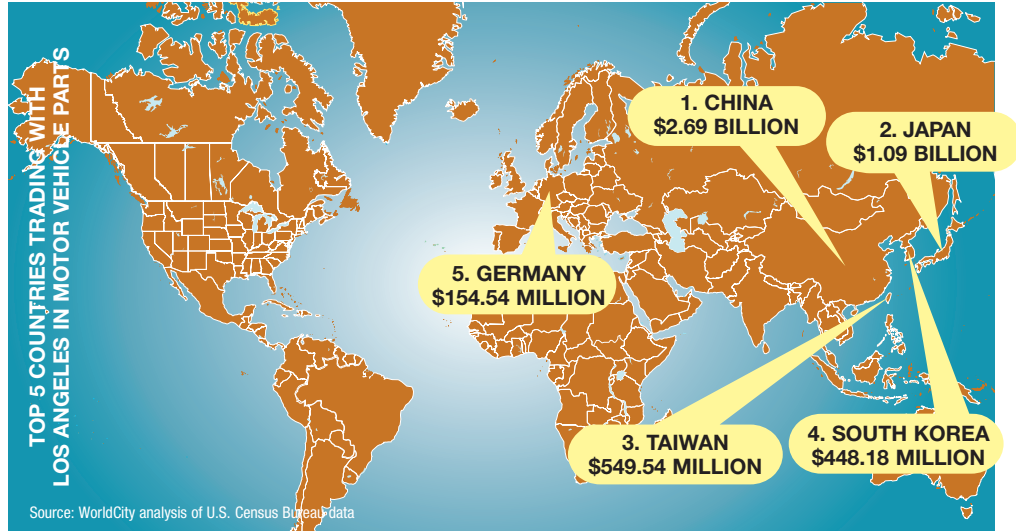 TOP 5 COUNTRIES TRADING WITH
LOS ANGELES IN MOTOR VEHICLE PARTS
1. CHINA
$2.69 BILLION
2. JAPAN
$1.09 BILLION
5. GERMANY
$154.54 MILLION
3. TAIWAN
$549.54 MILLION
4. SOUTH KOREA
$448.18 MILLION
Source: WorldCity analysis of U.S. Census Bureau data